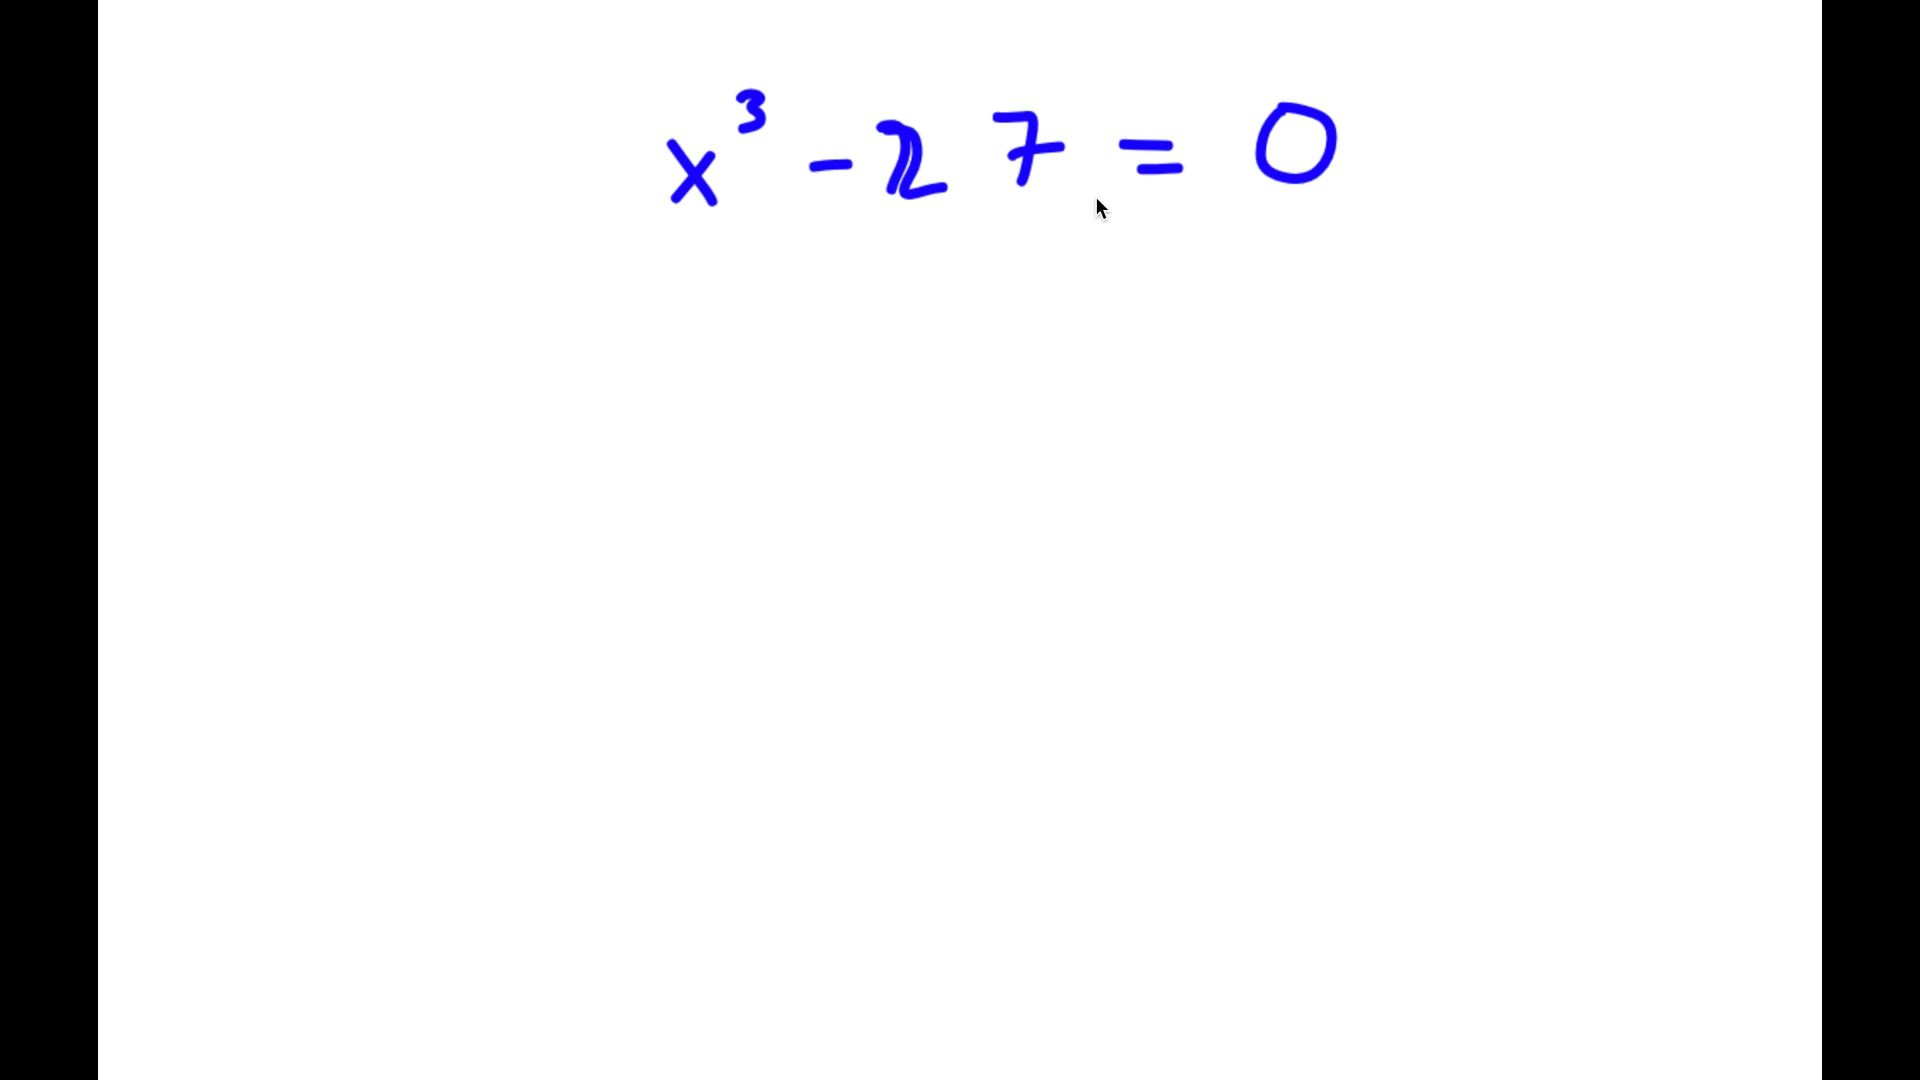 x³ - 27 = 0